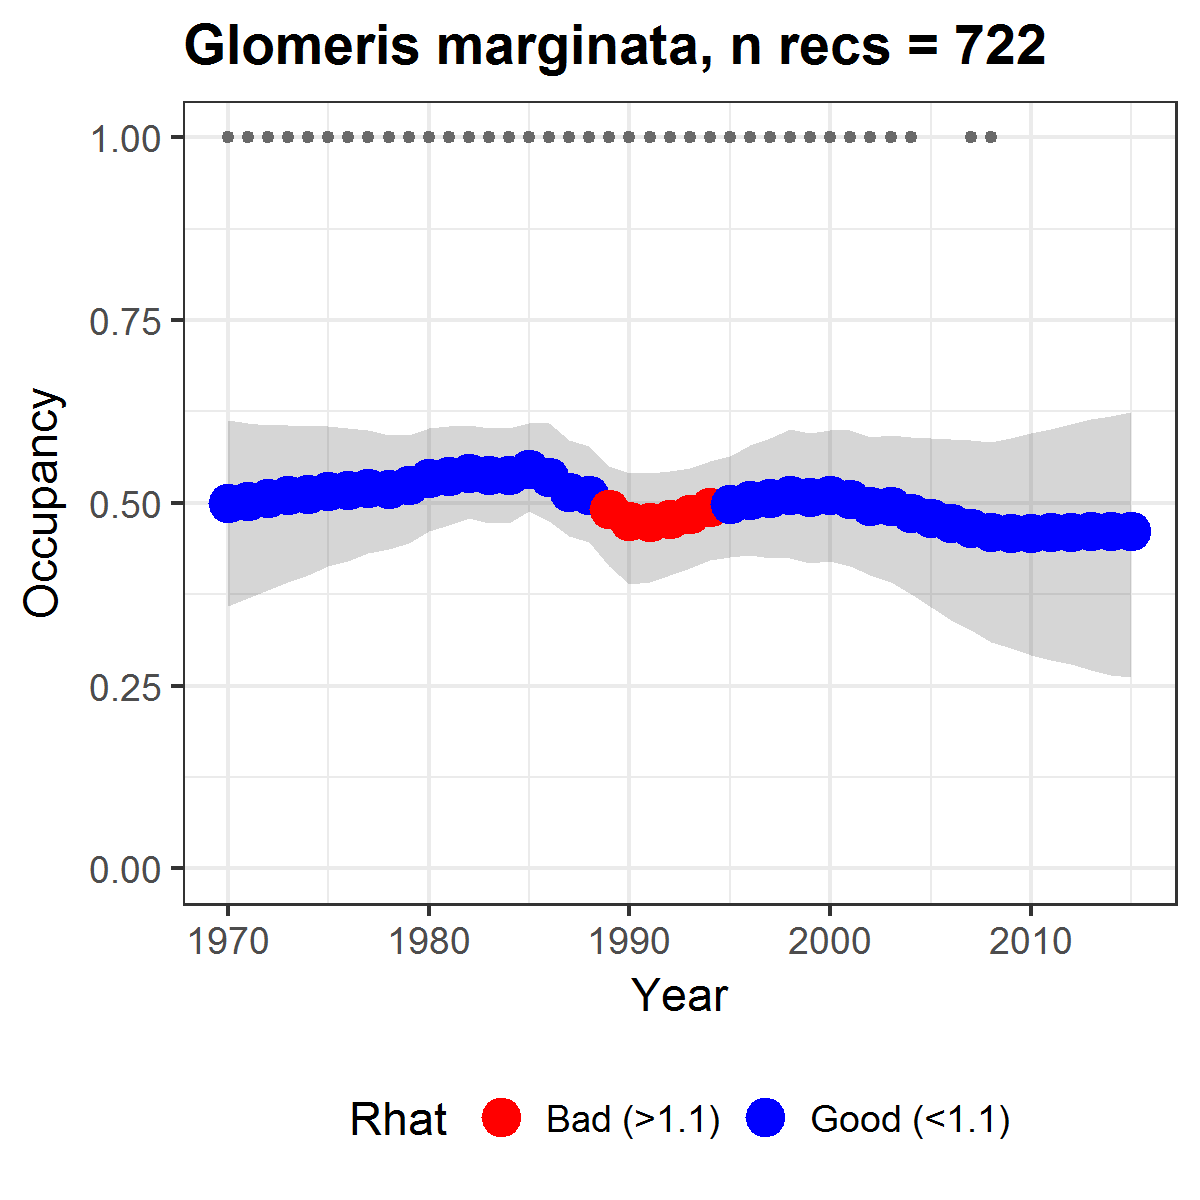 Glomeris marginata, n recs = 722
1.00
0.75
0.50
0.25
0.00
Occupancy
1970 1980 1990 2000 2010
Year
Rhat Bad (>1.1) Good (<1.1)